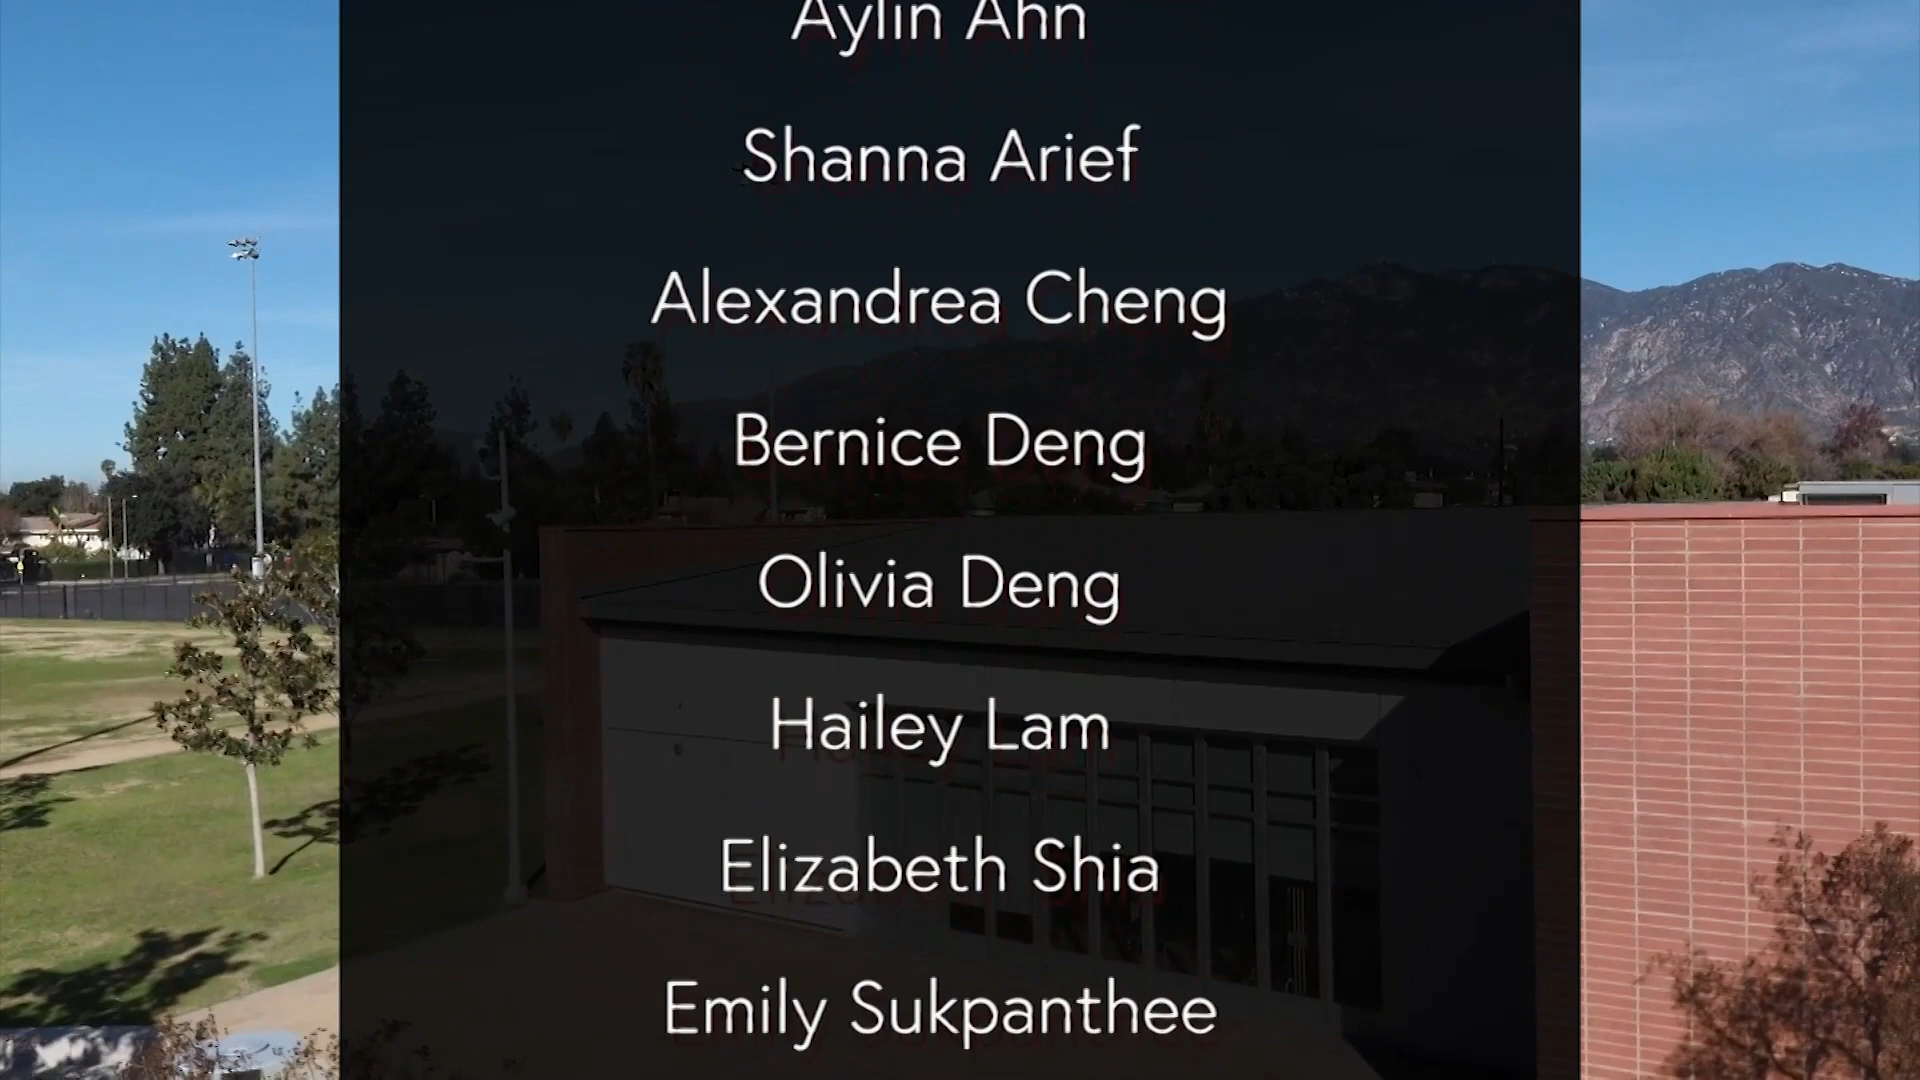 Aylin Ahn
Shanna Arief
Alexandrea Cheng
Bernice Deng
Olivia Deng
Hailey Lam
Elizabeth Shia
Emily Sukpanthee